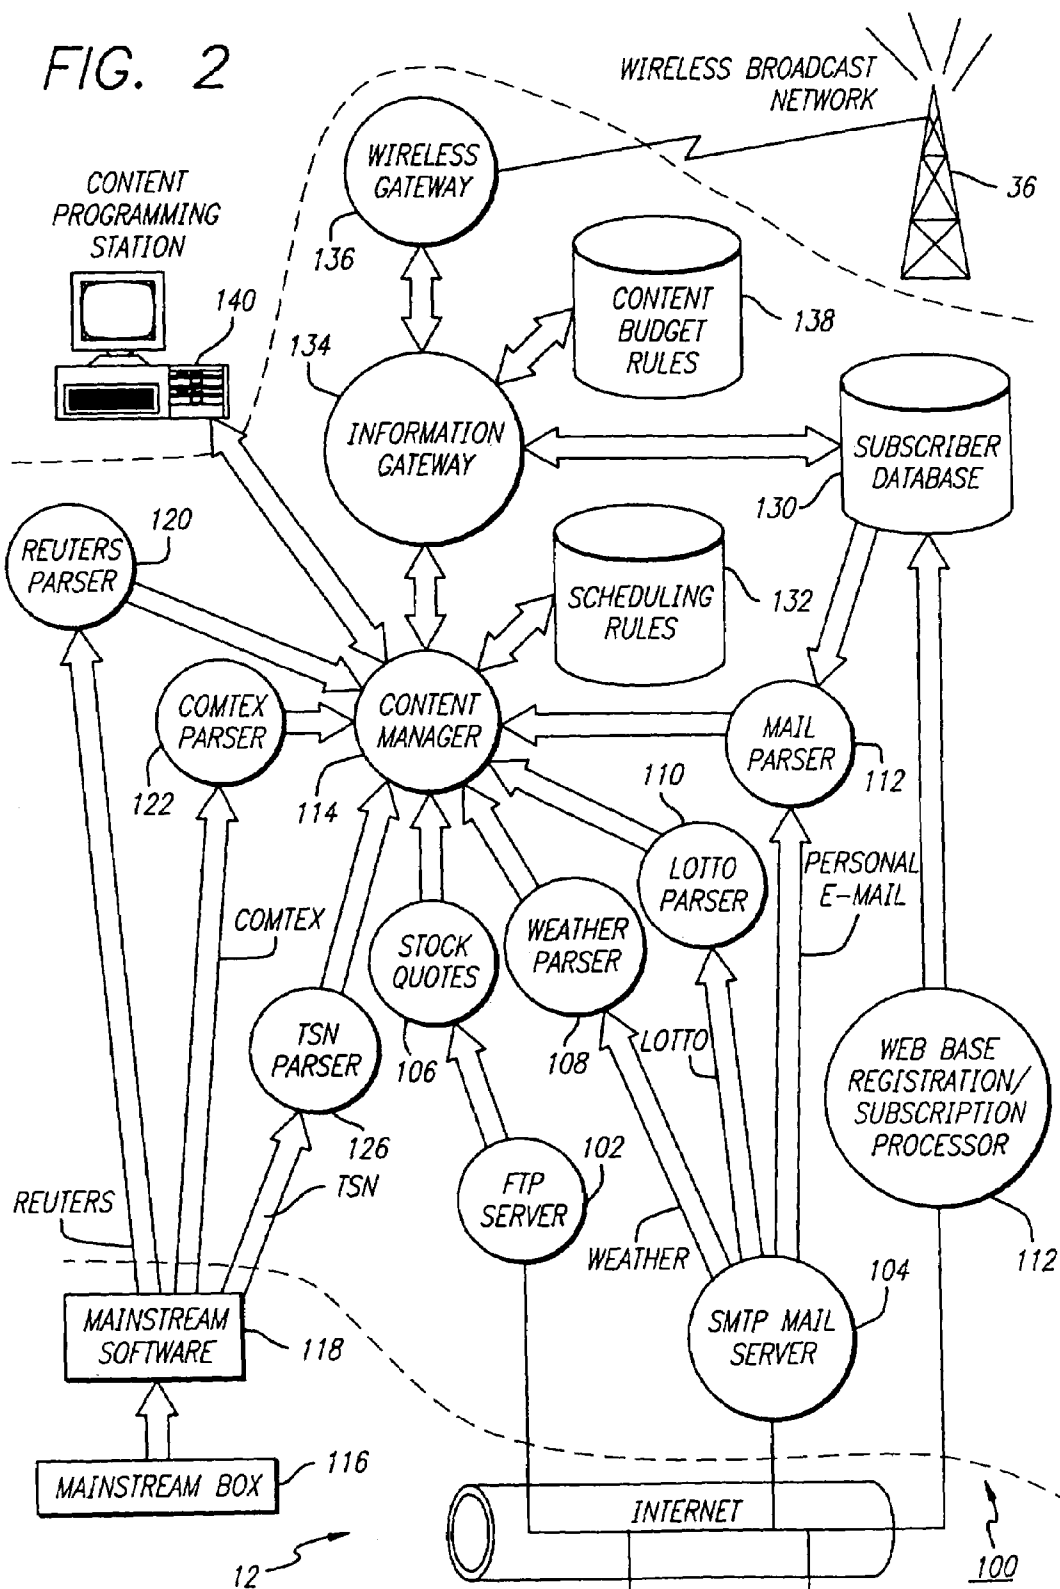 FIG. 2
WIRELESS BROADCAST
NETWORK
WIRELESS
GATEWAY
36
CONTENT
PROGRAMMING
STATION
136
140
134
CONTENT
BUDGET
RULES
138
INFORMATION
GATEWAY
SUBSCRIBER
DATABASE
130
120
REUTERS
PARSER
SCHEDULING
RULES
132
COMTEX
PARSER
122
CONTENT
MANAGER
114
MAIL
PARSER
112
110
LOTTO
PARSER
PERSONAL
E-MAIL
COMTEX
STOCK
QUOTES
106
WEATHER
PARSER
108
TSN
PARSER
126
TSN
LOTTO
WEB BASE
REGISTRATION/
SUBSCRIPTION
PROCESSOR
112
FTP
SERVER
102
REUTERS
WEATHER
104
SMTP MAIL
SERVER
MAINSTREAM
SOFTWARE
118
MAINSTREAM BOX
116
INTERNET
12
100